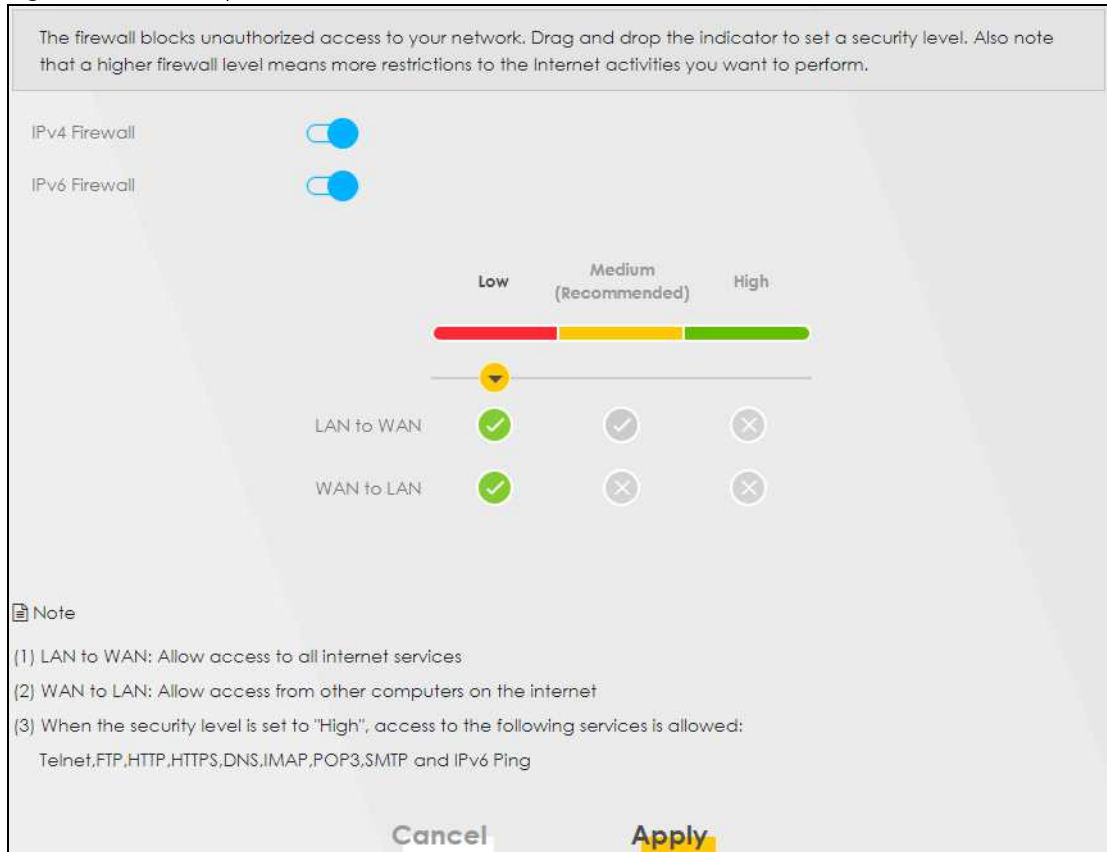 The firewall blocks unauthorized access to your network. Drag and drop the indicator to set a security level. Also note
that a higher firewall level means more restrictions to the Internet activities you want to perform.
IPv4 Firewall
IPv6 Firewall
Low
Medium
(Recommended)
High
LAN to WAN
WAN to LAN
Note
(1) LAN to WAN: Allow access to all internet services
(2) WAN to LAN: Allow access from other computers on the internet
(3) When the security level is set to "High", access to the following services is allowed:
Telnet,FTP,HTTP,HTTPS,DNS,IMAP,POP3,SMTP and IPv6 Ping
Cancel
Apply